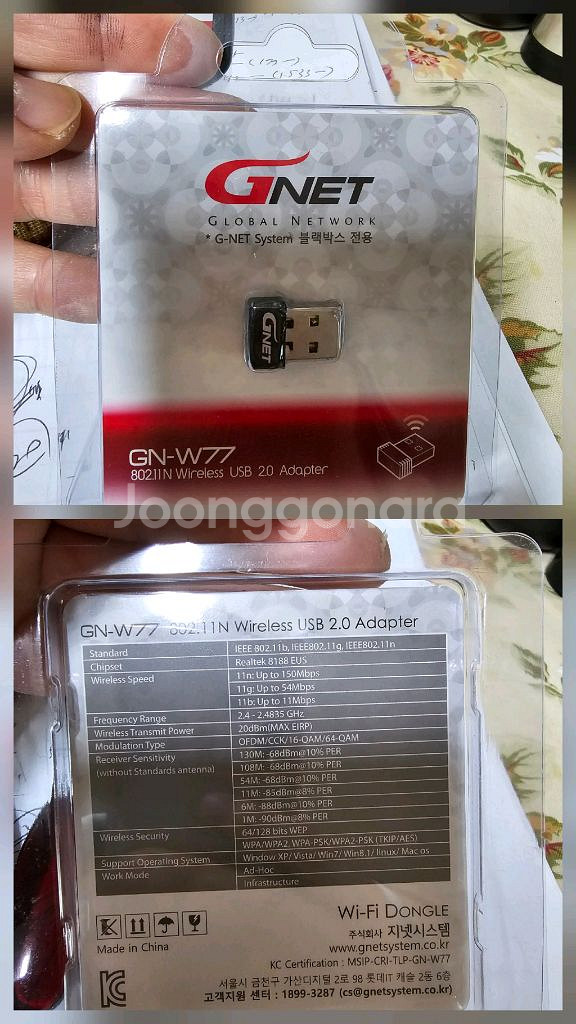 GNET
GLOBAL NETWORK
* G-NET System 블랙박스 전용
GNET
GN-W77
802.11N Wireless USB 2.0 Adapter
Joonggonara
GN-W77 802.11N Wireless USB 2.0 Adapter
Standard IEEE 802.11b, IEEE802.11g, IEEE802.11n
Chipset Realtek 8188 EUS
Wireless Speed 11n: Up to 150Mbps
11g: Up to 54Mbps
11b: Up to 11Mbps
Frequency Range 2.4 - 2.4835 GHz
Wireless Transmit Power 20dBm(MAX EIRP)
Modulation Type OFDM/CCK/16-QAM/64-QAM
Receiver Sensitivity 130M: -68dBm@10% PER
(without Standards antenna) 108M: -68dBm@10% PER
54M: -68dBm@10% PER
11M: -85dBm@8% PER
6M: -88dBm@10% PER
1M: -90dBm@8% PER
Wireless Security 64/128 bits WEP
WPA/WPA2, WPA-PSK/WPA2-PSK (TKIP/AES)
Support Operating System Window XP/ Vista/ Win7/ Win8.1/ linux/ Mac os
Work Mode Ad-Hoc
Infrastructure
Wi-Fi DONGLE
주식회사 지넷시스템
Made in China
www.gnetsystem.co.kr
KC Certification : MSIP-CRI-TLP-GN-W77
서울시 금천구 가산디지털 2로 98 롯데IT 캐슬 2동 6층
고객지원 센터 : 1899-3287 (cs@gnetsystem.co.kr)